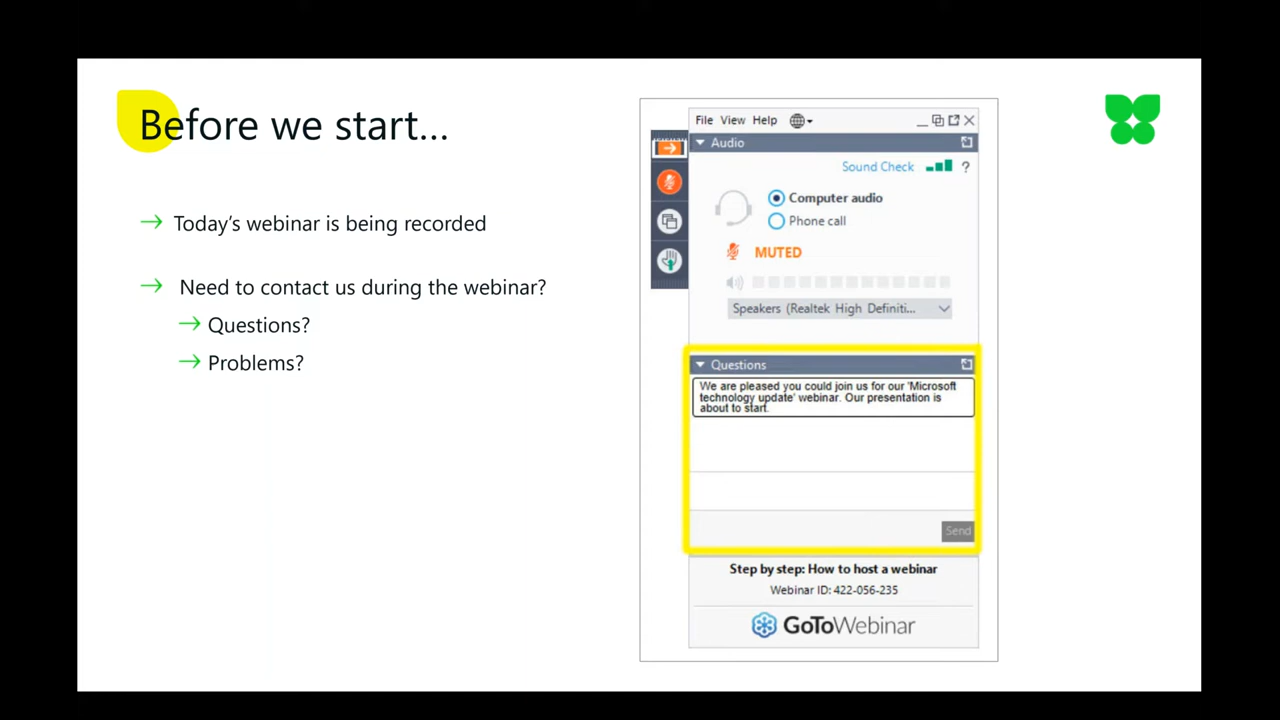 Before we start...
→ Today's webinar is being recorded
→ Need to contact us during the webinar?
→ Questions?
→ Problems?
File View Help
Audio
Sound Check ?
Computer audio
Phone call
MUTED
Speakers (Realtek High Definiti...
Questions
We are pleased you could join us for our 'Microsoft
technology update' webinar. Our presentation is
about to start.
Send
Step by step: How to host a webinar
Webinar ID: 422-056-235
GoToWebinar